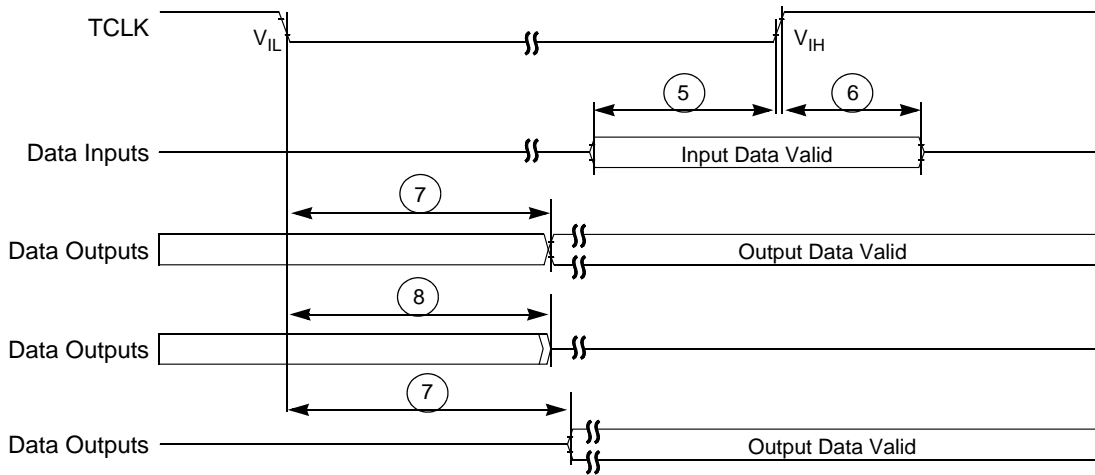 TCLK
VIL
VIH
5
6
Data Inputs
Input Data Valid
7
Data Outputs
Output Data Valid
8
Data Outputs
7
Data Outputs
Output Data Valid